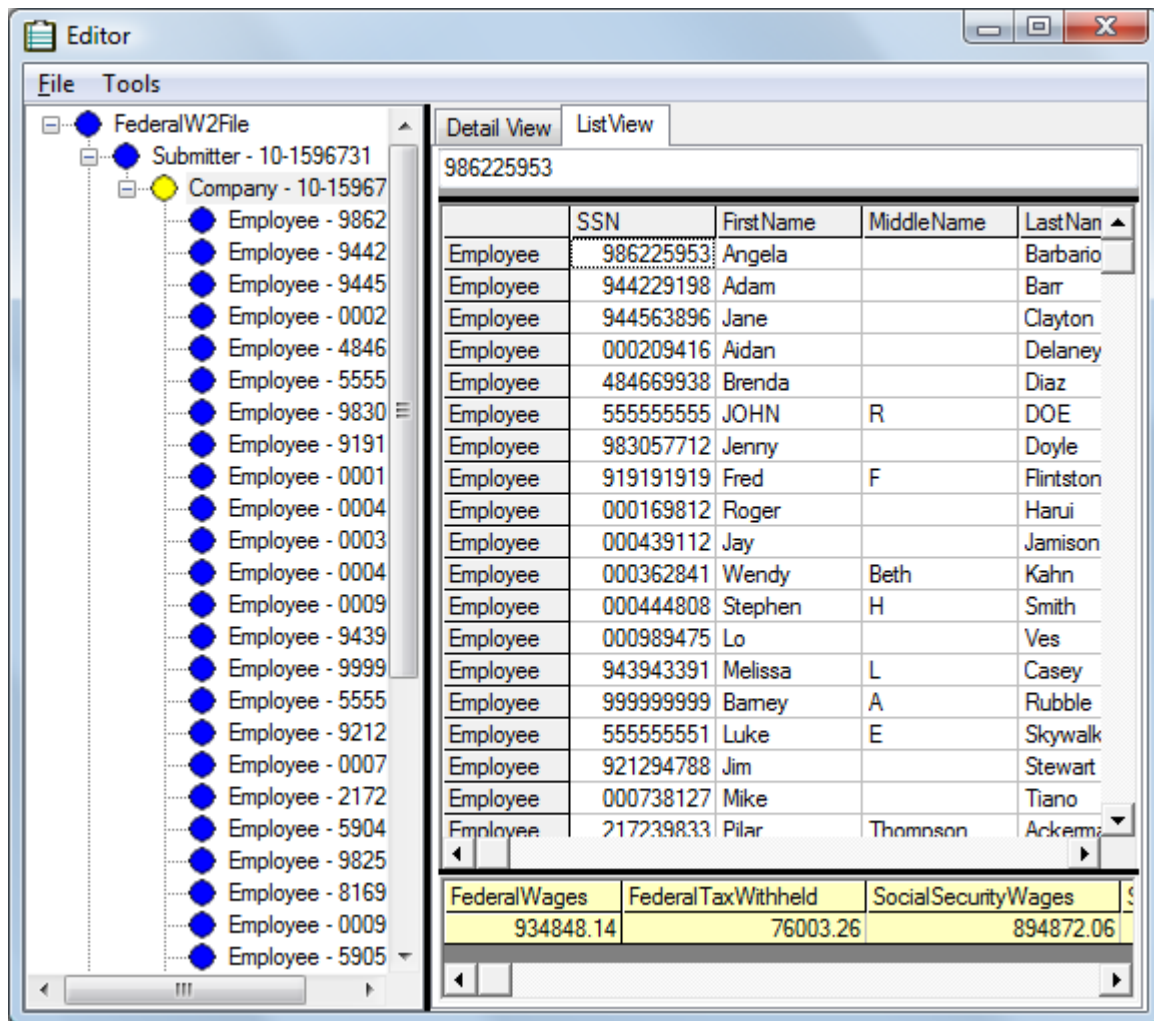 Editor
File Tools
FederalW2File
Submitter - 10-1596731
Company - 10-15967
Employee - 9862
Employee - 9442
Employee - 9445
Employee - 0002
Employee - 4846
Employee - 5555
Employee - 9830
Employee - 9191
Employee - 0001
Employee - 0004
Employee - 0003
Employee - 0004
Employee - 0009
Employee - 9439
Employee - 9999
Employee - 5555
Employee - 9212
Employee - 0007
Employee - 2172
Employee - 5904
Employee - 9825
Employee - 8169
Employee - 0009
Employee - 5905
Detail View ListView
986225953
SSN FirstName MiddleName LastNam
Employee 986225953 Angela Barbario
Employee 944229198 Adam Barr
Employee 944563896 Jane Clayton
Employee 000209416 Aidan Delaney
Employee 484669938 Brenda Diaz
Employee 555555555 JOHN R DOE
Employee 983057712 Jenny Doyle
Employee 919191919 Fred F Flintston
Employee 000169812 Roger Harui
Employee 000439112 Jay Jamison
Employee 000362841 Wendy Beth Kahn
Employee 000444808 Stephen H Smith
Employee 000989475 Lo Ves
Employee 943943391 Melissa L Casey
Employee 999999999 Barney A Rubble
Employee 555555551 Luke E Skywalk
Employee 921294788 Jim Stewart
Employee 000738127 Mike Tiano
Employee 217239833 Pilar Thompson Ackerma
FederalWages FederalTaxWithheld SocialSecurityWages S
934848.14 76003.26 894872.06